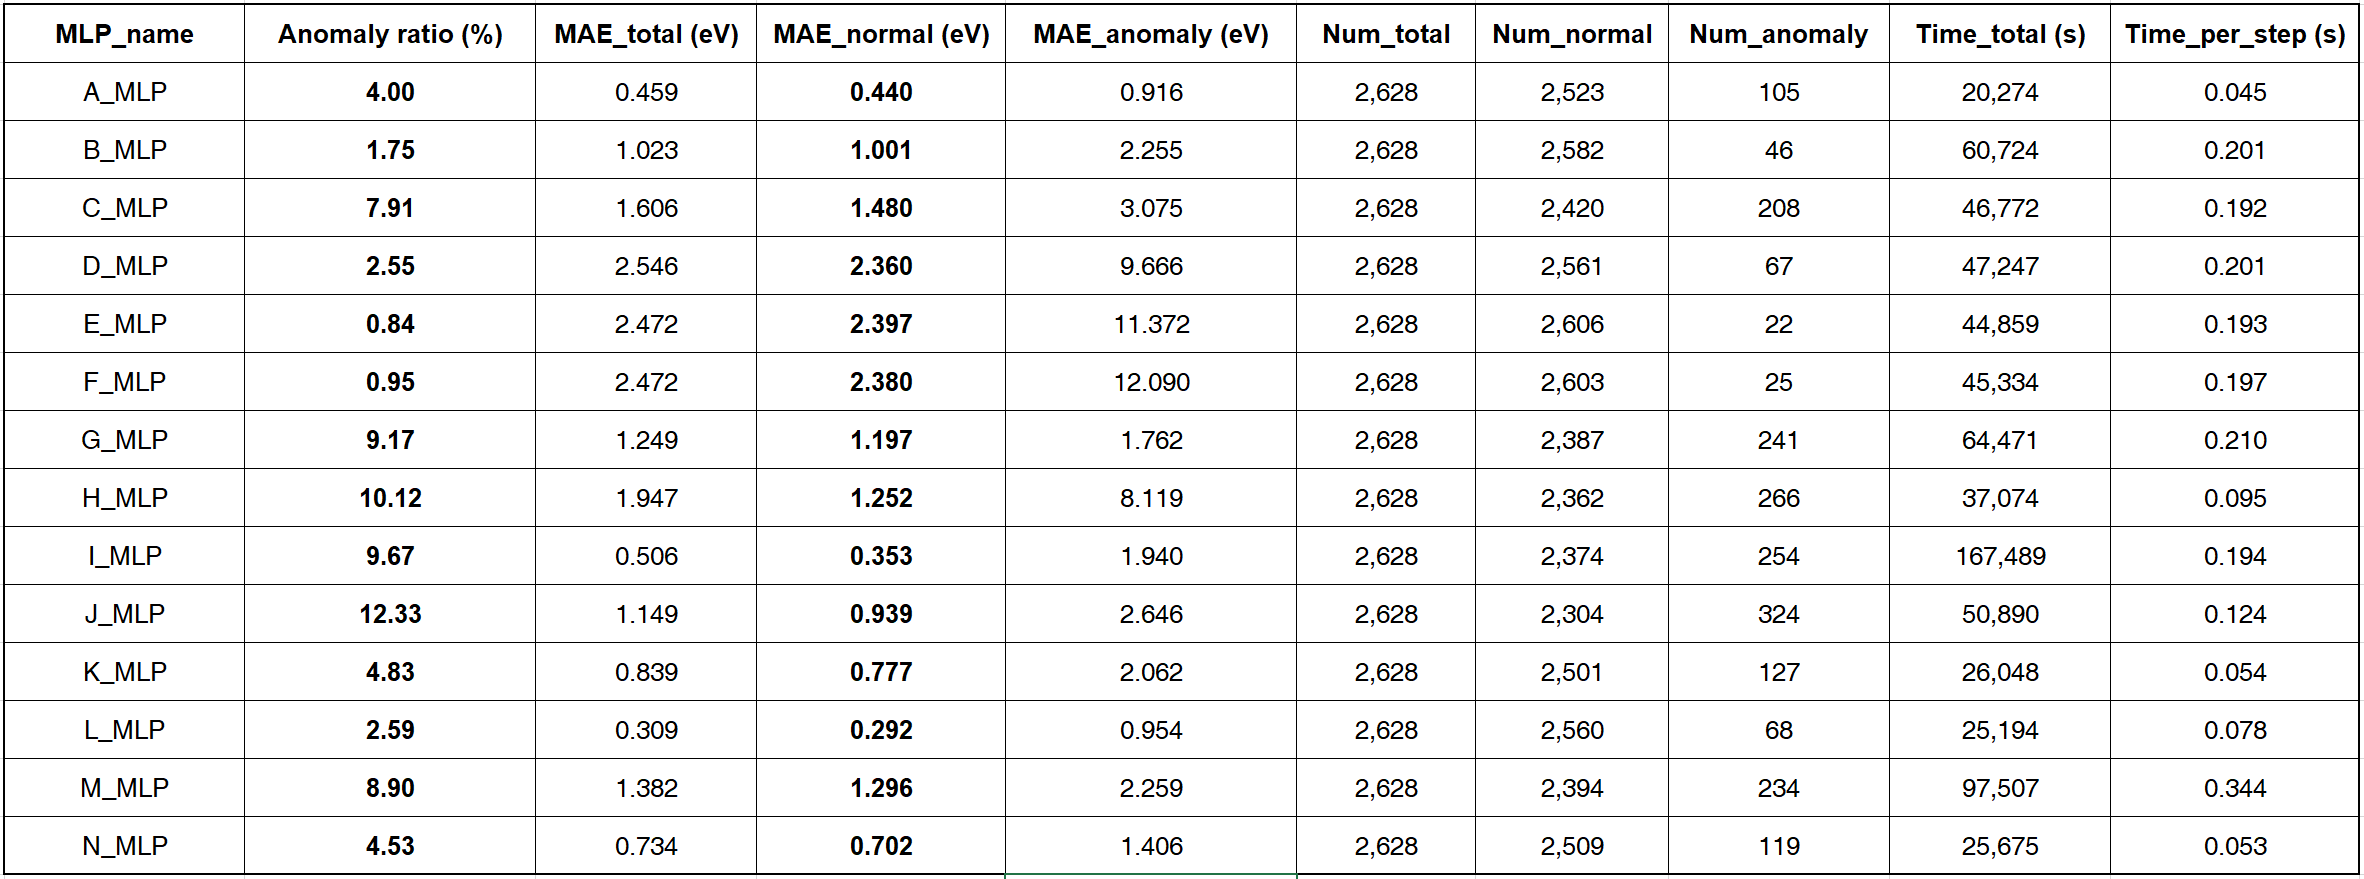 MLP_name Anomaly ratio (%) MAE_total (eV) MAE_normal (eV) MAE_anomaly (eV) Num_total Num_normal Num_anomaly Time_total (s) Time_per_step (s)
A_MLP 4.00 0.459 0.440 0.916 2,628 2,523 105 20,274 0.045
B_MLP 1.75 1.023 1.001 2.255 2,628 2,582 46 60,724 0.201
C_MLP 7.91 1.606 1.480 3.075 2,628 2,420 208 46,772 0.192
D_MLP 2.55 2.546 2.360 9.666 2,628 2,561 67 47,247 0.201
E_MLP 0.84 2.472 2.397 11.372 2,628 2,606 22 44,859 0.193
F_MLP 0.95 2.472 2.380 12.090 2,628 2,603 25 45,334 0.197
G_MLP 9.17 1.249 1.197 1.762 2,628 2,387 241 64,471 0.210
H_MLP 10.12 1.947 1.252 8.119 2,628 2,362 266 37,074 0.095
I_MLP 9.67 0.506 0.353 1.940 2,628 2,374 254 167,489 0.194
J_MLP 12.33 1.149 0.939 2.646 2,628 2,304 324 50,890 0.124
K_MLP 4.83 0.839 0.777 2.062 2,628 2,501 127 26,048 0.054
L_MLP 2.59 0.309 0.292 0.954 2,628 2,560 68 25,194 0.078
M_MLP 8.90 1.382 1.296 2.259 2,628 2,394 234 97,507 0.344
N_MLP 4.53 0.734 0.702 1.406 2,628 2,509 119 25,675 0.053